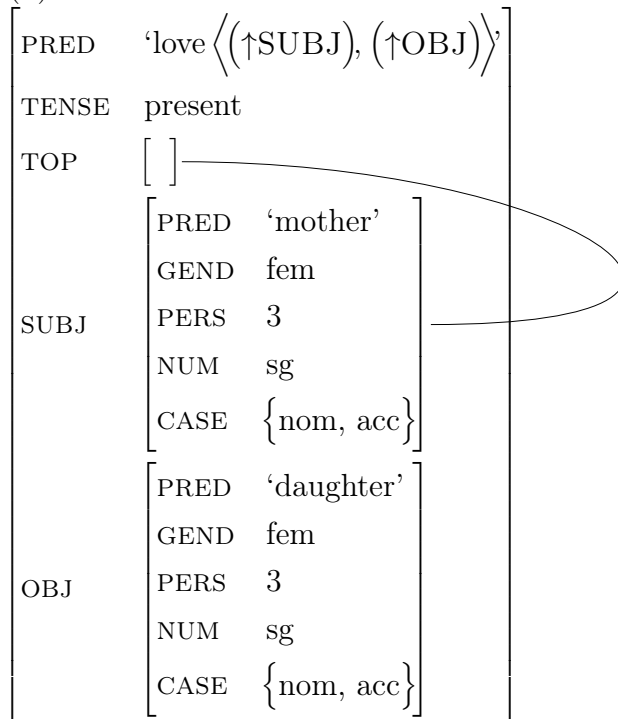 PRED ‘love ⟨(↑SUBJ), (↑OBJ)⟩’
TENSE present
TOP [ ]
SUBJ
PRED ‘mother’
GEND fem
PERS 3
NUM sg
CASE {nom, acc}
OBJ
PRED ‘daughter’
GEND fem
PERS 3
NUM sg
CASE {nom, acc}